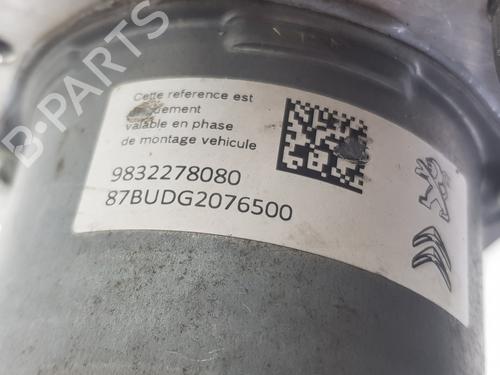 Cette reference est
valable en phase
de montage vehicule
9832278080
87BUDG2076500
B-PARTS